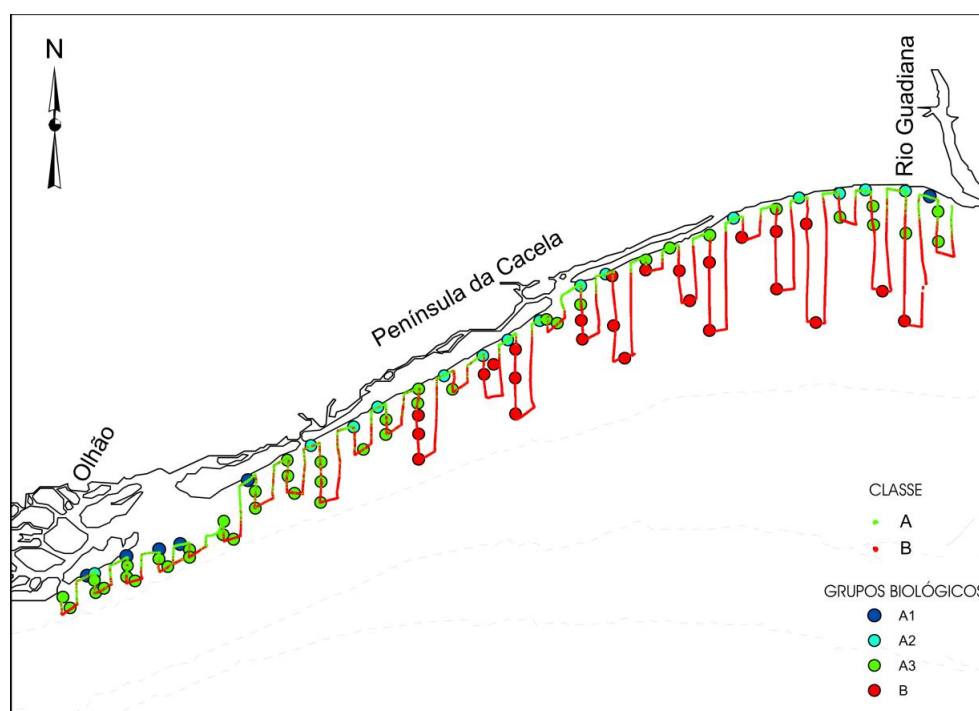 N
Rio Guadiana
Península da Cacela
Olhão
CLASSE
A
B
GRUPOS BIOLÓGICOS
A1
A2
A3
B